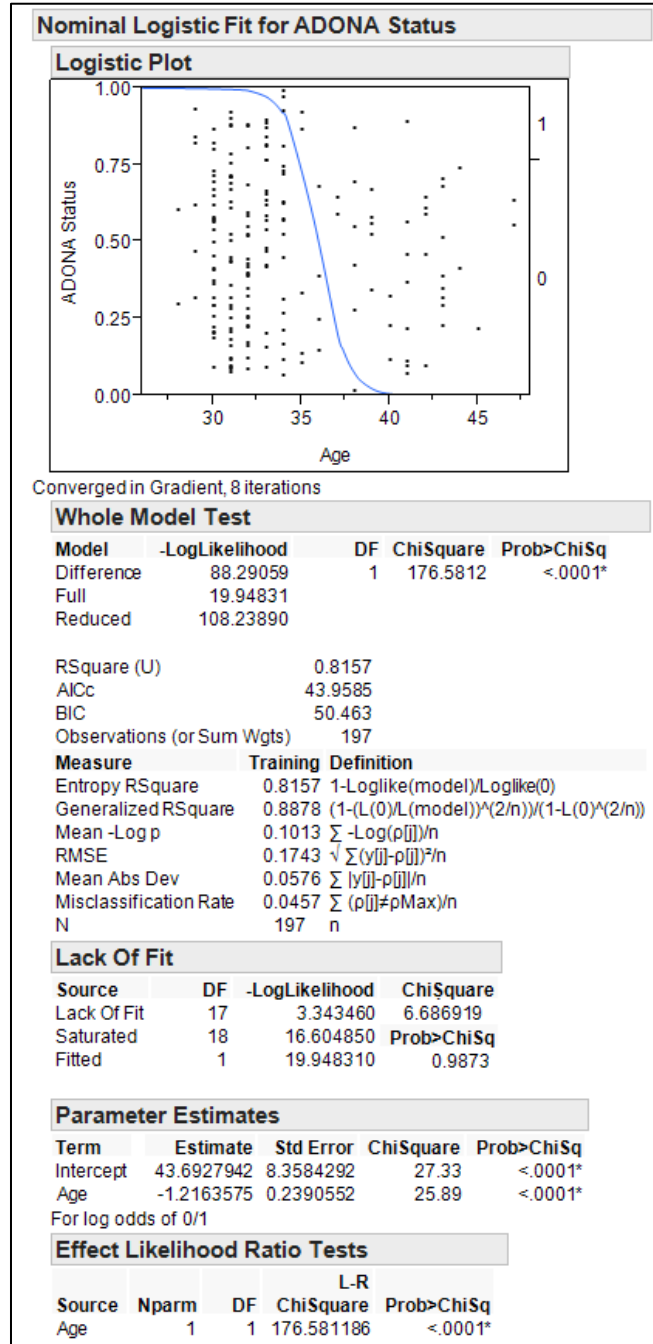 Nominal Logistic Fit for ADONA Status
Logistic Plot
1.00
0.75
0.50
0.25
0.00
ADONA Status
1
0
30 35 40 45
Age
Converged in Gradient, 8 iterations
Whole Model Test
Model -LogLikelihood DF ChiSquare Prob>ChiSq
Difference 88.29059 1 176.5812 <.0001*
Full 19.94831
Reduced 108.23890
RSquare (U) 0.8157
AICc 43.9585
BIC 50.463
Observations (or Sum Wgts) 197
Measure Training Definition
Entropy RSquare 0.8157 1-Loglike(model)/Loglike(0)
Generalized RSquare 0.8878 (1-(L(0)/L(model))^(2/n))/(1-L(0)^(2/n))
Mean -Log p 0.1013 ∑ -Log(ρ[j])/n
RMSE 0.1743 √ ∑(y[j]-ρ[j])²/n
Mean Abs Dev 0.0576 ∑ |y[j]-ρ[j]|/n
Misclassification Rate 0.0457 ∑ (ρ[j]≠ρMax)/n
N 197 n
Lack Of Fit
Source DF -LogLikelihood ChiSquare
Lack Of Fit 17 3.343460 6.686919
Saturated 18 16.604850 Prob>ChiSq
Fitted 1 19.948310 0.9873
Parameter Estimates
Term Estimate Std Error ChiSquare Prob>ChiSq
Intercept 43.6927942 8.3584292 27.33 <.0001*
Age -1.2163575 0.2390552 25.89 <.0001*
For log odds of 0/1
Effect Likelihood Ratio Tests
L-R
Source Nparm DF ChiSquare Prob>ChiSq
Age 1 1 176.581186 <.0001*